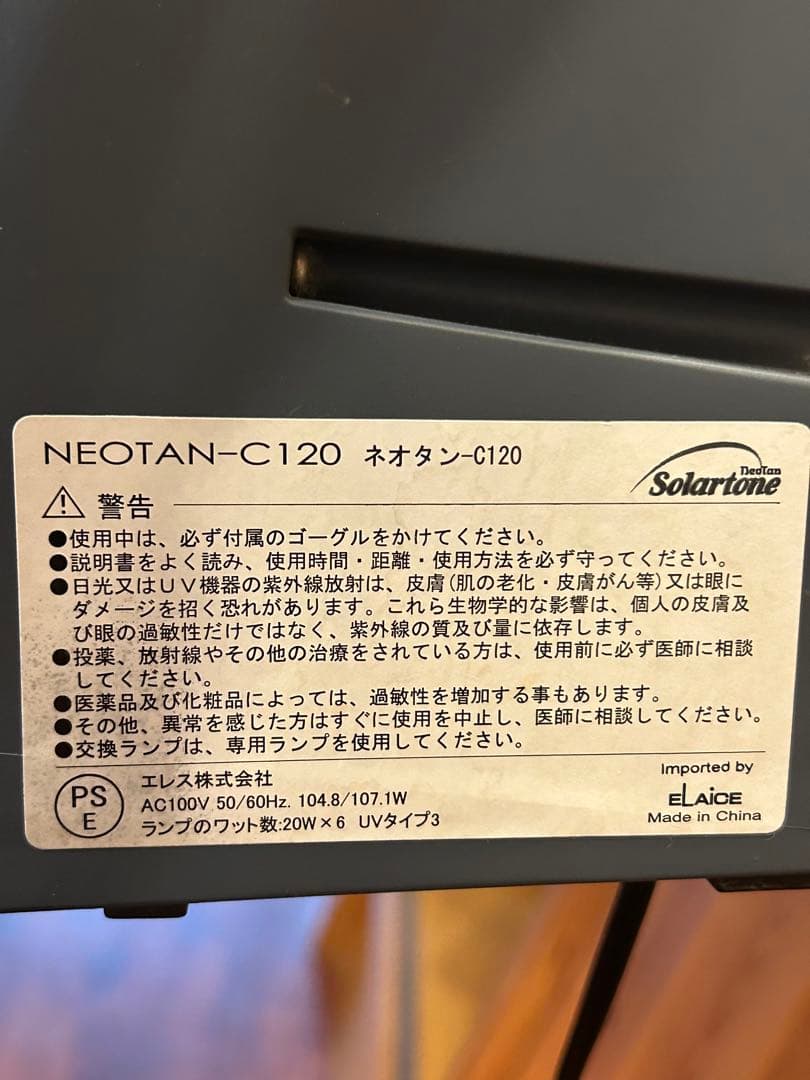 NEOTAN-C120 ネオタン-C120
NeoTan
Solartone
警告
●使用中は、必ず付属のゴーグルをかけてください。
●説明書をよく読み、使用時間・距離・使用方法を必ず守ってください。
●日光又はUV機器の紫外線放射は、皮膚(肌の老化・皮膚がん等)又は眼に
ダメージを招く恐れがあります。これら生物学的な影響は、個人の皮膚及
び眼の過敏性だけではなく、紫外線の質及び量に依存します。
●投薬、放射線やその他の治療をされている方は、使用前に必ず医師に相談
してください。
●医薬品及び化粧品によっては、過敏性を増加する事もあります。
●その他、異常を感じた方はすぐに使用を中止し、医師に相談してください。
●交換ランプは、専用ランプを使用してください。
PS
E
エレス株式会社
AC100V 50/60Hz. 104.8/107.1W
ランプのワット数:20W×6 UVタイプ3
Imported by
ELAiCE
Made in China